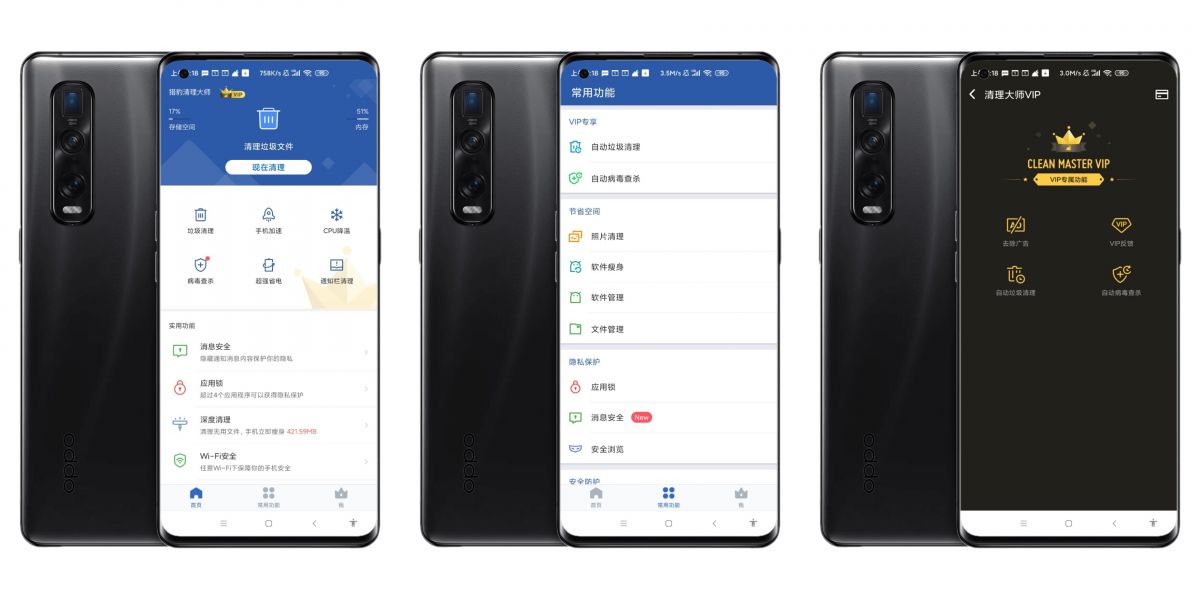 oppo
上午 :18
758K/s
猎豹清理大师
VIP
17%
存储空间
51%
内存
清理垃圾文件
现在清理
垃圾清理
手机加速
CPU降温
病毒查杀
超强省电
通知栏清理
实用功能
消息安全
隐藏通知消息内容保护你的隐私
应用锁
超过4个应用程序可以获得隐私保护
深度清理
清理无用文件，手机立即瘦身 421.59MB
Wi-Fi安全
任意Wi-Fi下保障你的手机安全
首页
常用功能
我
oppo
:18
3.5M/s
常用功能
VIP专享
自动垃圾清理
自动病毒查杀
节省空间
照片清理
软件瘦身
软件管理
文件管理
隐私保护
应用锁
消息安全 New
安全浏览
安全防护
首页
常用功能
我
oppo
:18
3.0M/s
清理大师VIP
CLEAN MASTER VIP
VIP专属功能
去除广告
VIP
VIP反馈
自动垃圾清理
自动病毒查杀